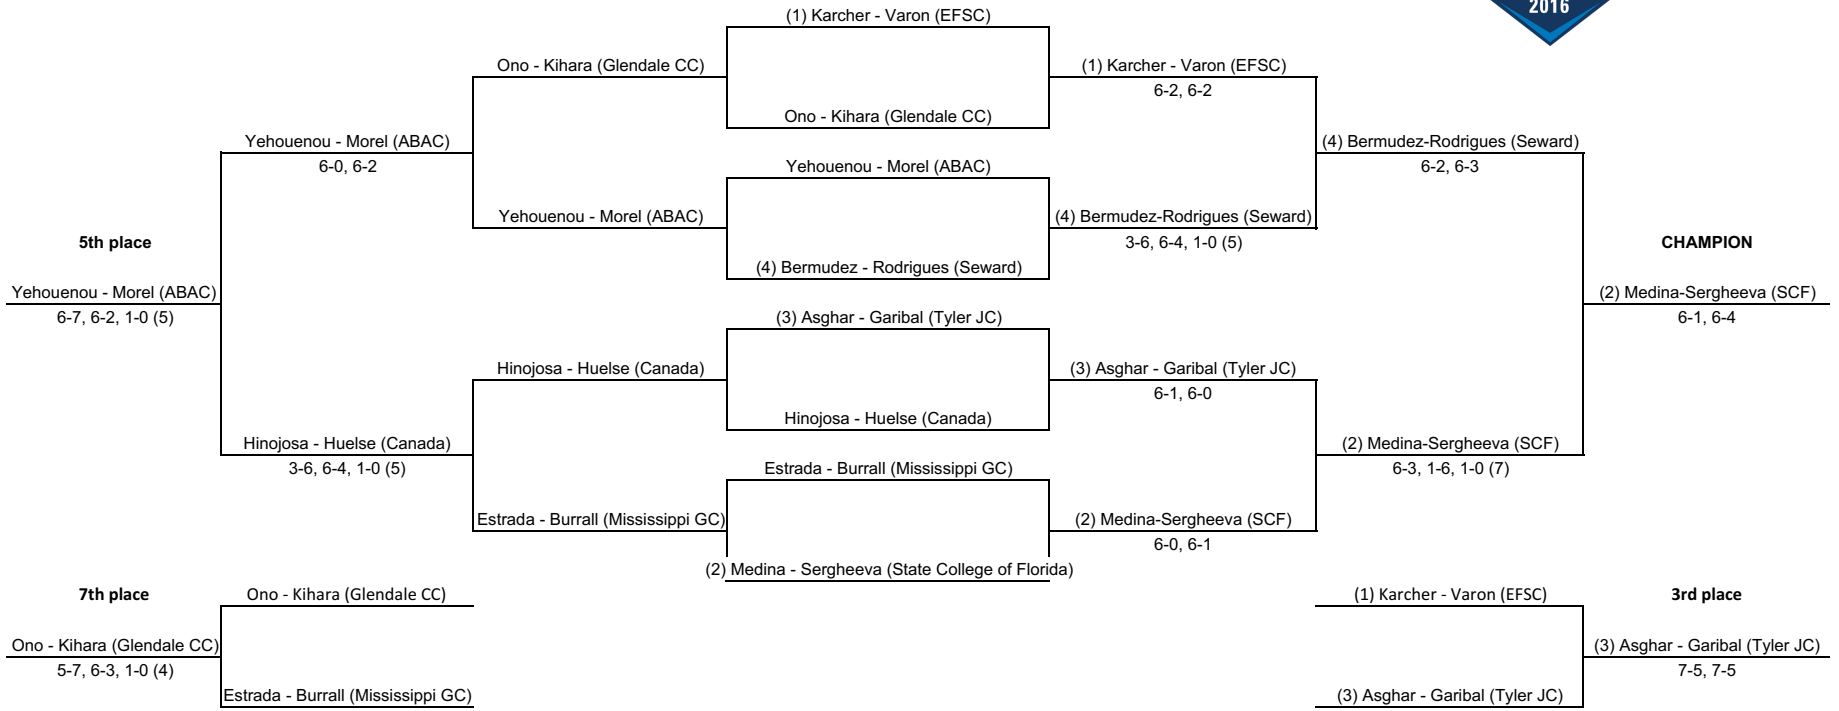 2016
(1) Karcher - Varon (EFSC)
Ono - Kihara (Glendale CC)
(1) Karcher - Varon (EFSC)
6-2, 6-2
Ono - Kihara (Glendale CC)
Yehouenou - Morel (ABAC)
6-0, 6-2
(4) Bermudez-Rodrigues (Seward)
6-2, 6-3
Yehouenou - Morel (ABAC)
Yehouenou - Morel (ABAC)
(4) Bermudez-Rodrigues (Seward)
3-6, 6-4, 1-0 (5)
5th place
CHAMPION
(4) Bermudez - Rodrigues (Seward)
Yehouenou - Morel (ABAC)
6-7, 6-2, 1-0 (5)
(2) Medina-Sergheeva (SCF)
6-1, 6-4
(3) Asghar - Garibal (Tyler JC)
Hinojosa - Huelse (Canada)
(3) Asghar - Garibal (Tyler JC)
6-1, 6-0
Hinojosa - Huelse (Canada)
Hinojosa - Huelse (Canada)
3-6, 6-4, 1-0 (5)
(2) Medina-Sergheeva (SCF)
6-3, 1-6, 1-0 (7)
Estrada - Burrall (Mississippi GC)
Estrada - Burrall (Mississippi GC)
(2) Medina-Sergheeva (SCF)
6-0, 6-1
(2) Medina - Sergheeva (State College of Florida)
7th place
Ono - Kihara (Glendale CC)
(1) Karcher - Varon (EFSC)
3rd place
Ono - Kihara (Glendale CC)
5-7, 6-3, 1-0 (4)
(3) Asghar - Garibal (Tyler JC)
7-5, 7-5
Estrada - Burrall (Mississippi GC)
(3) Asghar - Garibal (Tyler JC)